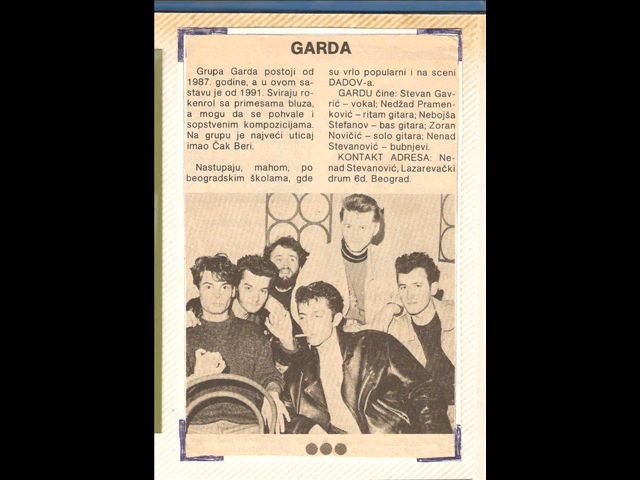 GARDA
Grupa Garda postoji od
1987. godine, a u ovom sa-
stavu je od 1991. Sviraju ro-
kenrol sa primesama bluza,
a mogu da se pohvale i
sopstvenim kompozicijama.
Na grupu je najveći uticaj
imao Čak Beri.
Nastupaju, mahom, po
beogradskim školama, gde
su vrlo popularni i na sceni
DADOV-a.
GARDU čine: Stevan Gav-
rić – vokal; Nedžad Pramen-
ković – ritam gitara; Nebojša
Stefanov – bas gitara; Zoran
Novičić – solo gitara; Nenad
Stevanović – bubnjevi.
KONTAKT ADRESA: Ne-
nad Stevanović, Lazarevački
drum 6d. Beograd.